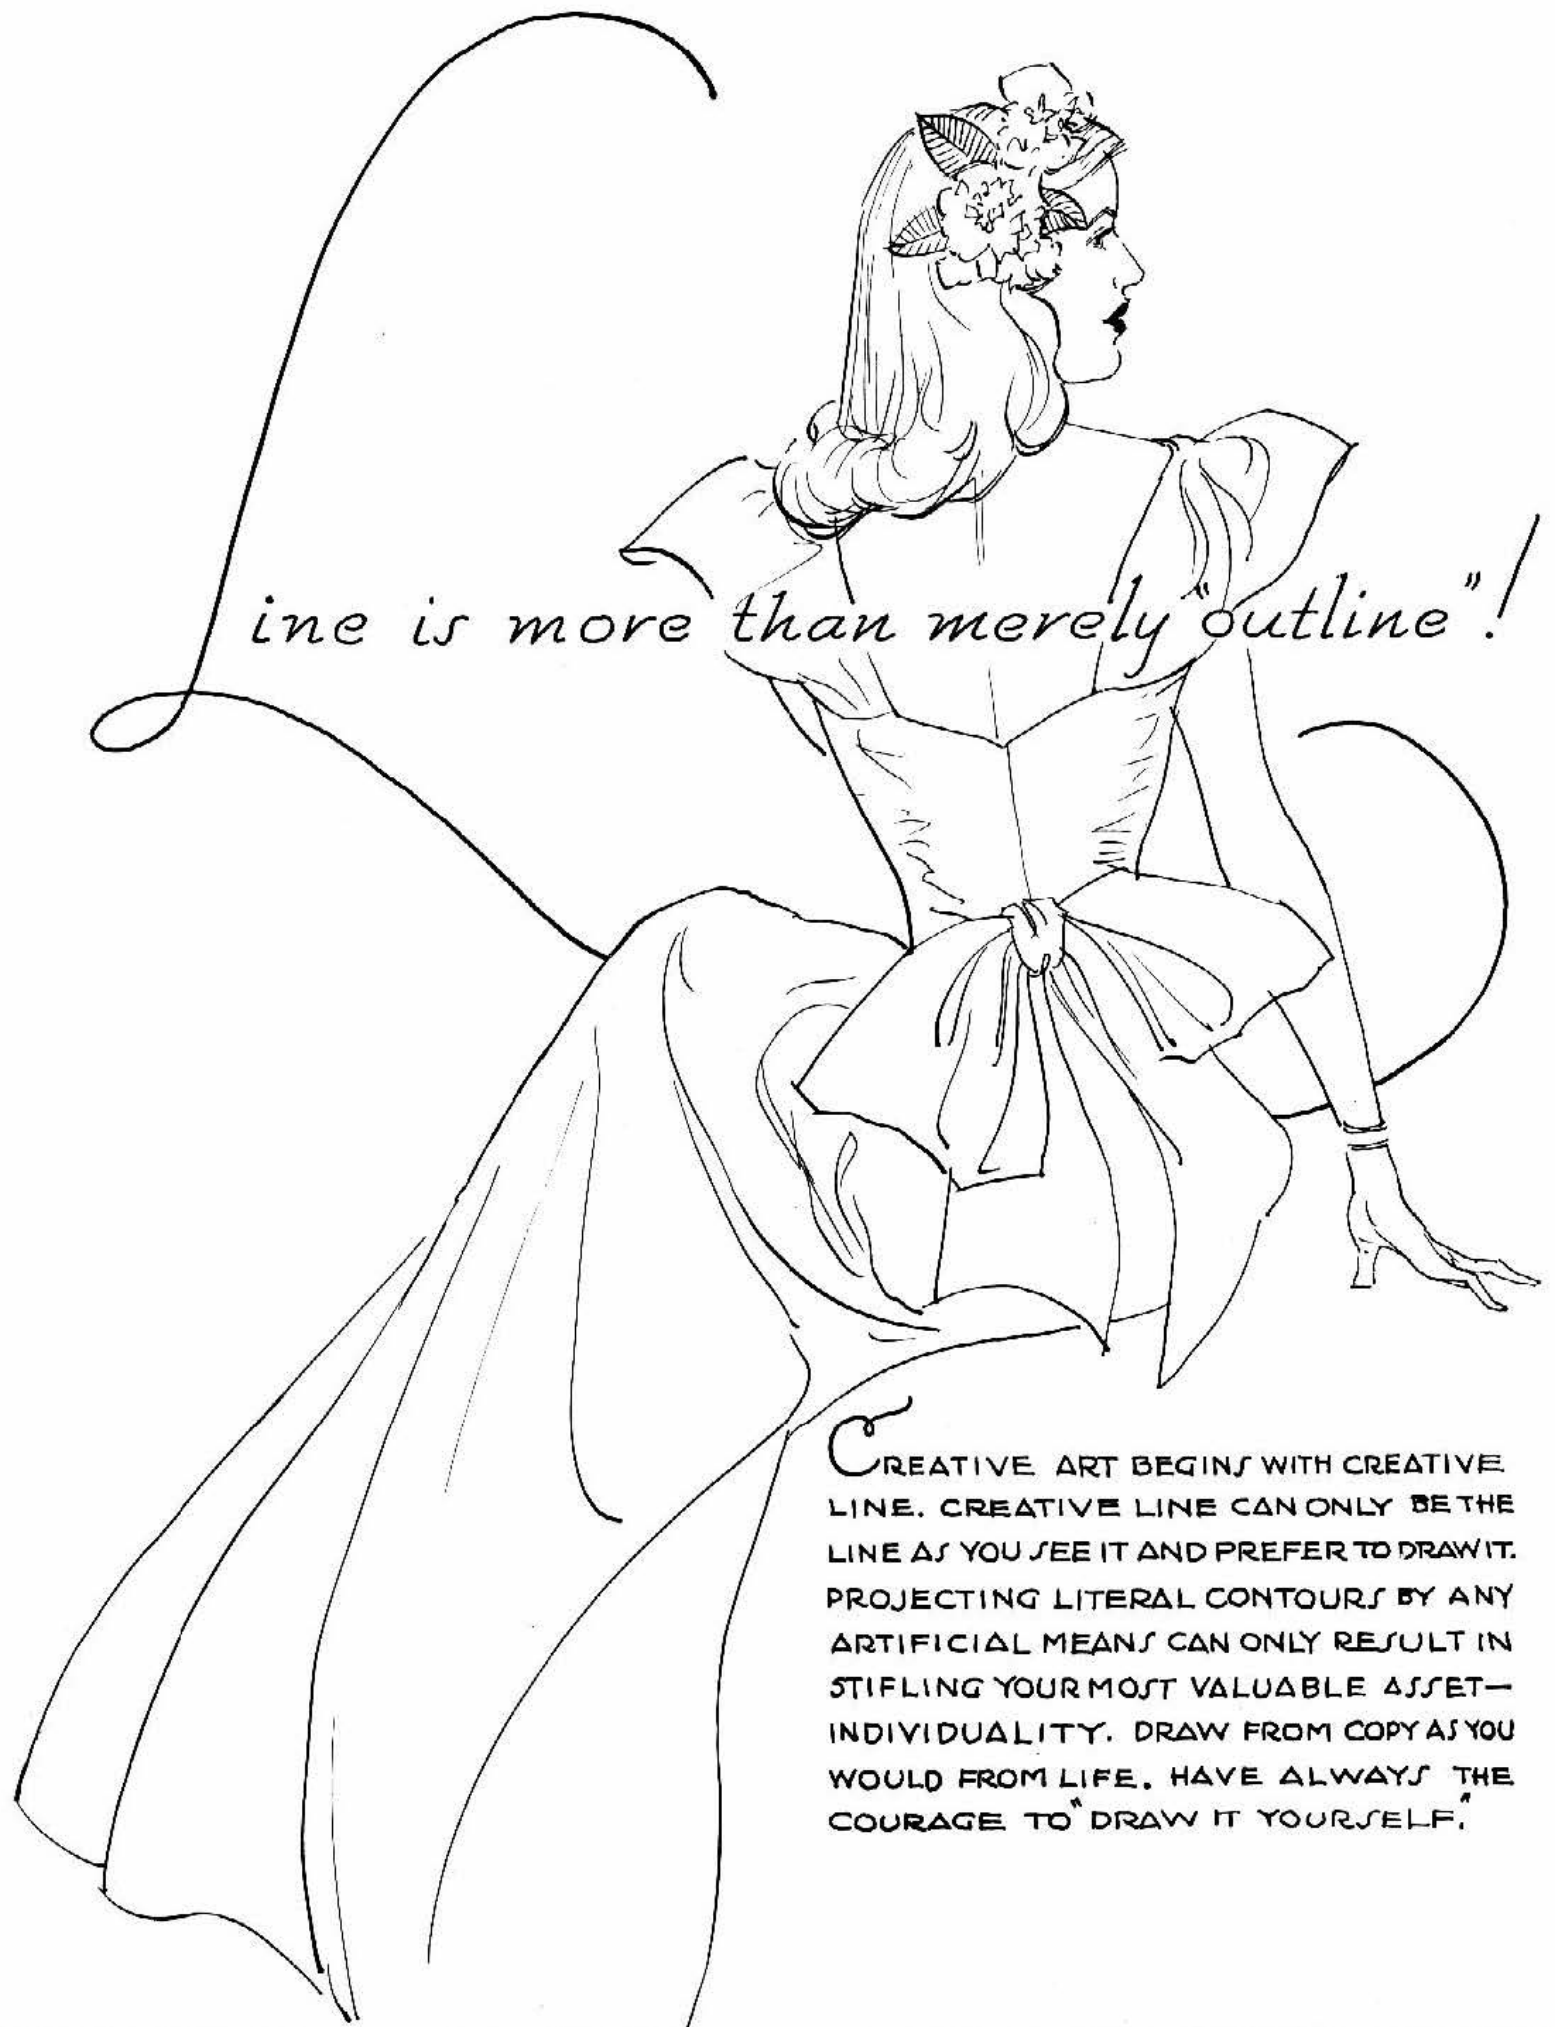 Line is more than merely "outline"!
CREATIVE ART BEGINS WITH CREATIVE
LINE. CREATIVE LINE CAN ONLY BE THE
LINE AS YOU SEE IT AND PREFER TO DRAW IT.
PROJECTING LITERAL CONTOURS BY ANY
ARTIFICIAL MEANS CAN ONLY RESULT IN
STIFLING YOUR MOST VALUABLE ASSET—
INDIVIDUALITY. DRAW FROM COPY AS YOU
WOULD FROM LIFE. HAVE ALWAYS THE
COURAGE TO "DRAW IT YOURSELF."